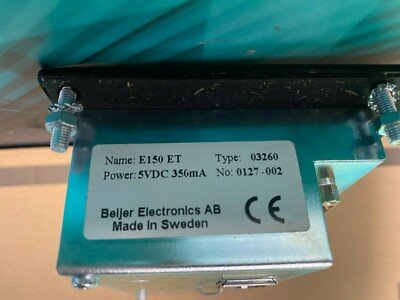 Name: E150 ET Type: 03260
Power: 5VDC 350mA No: 0127-002
Beijer Electronics AB
Made in Sweden
CE